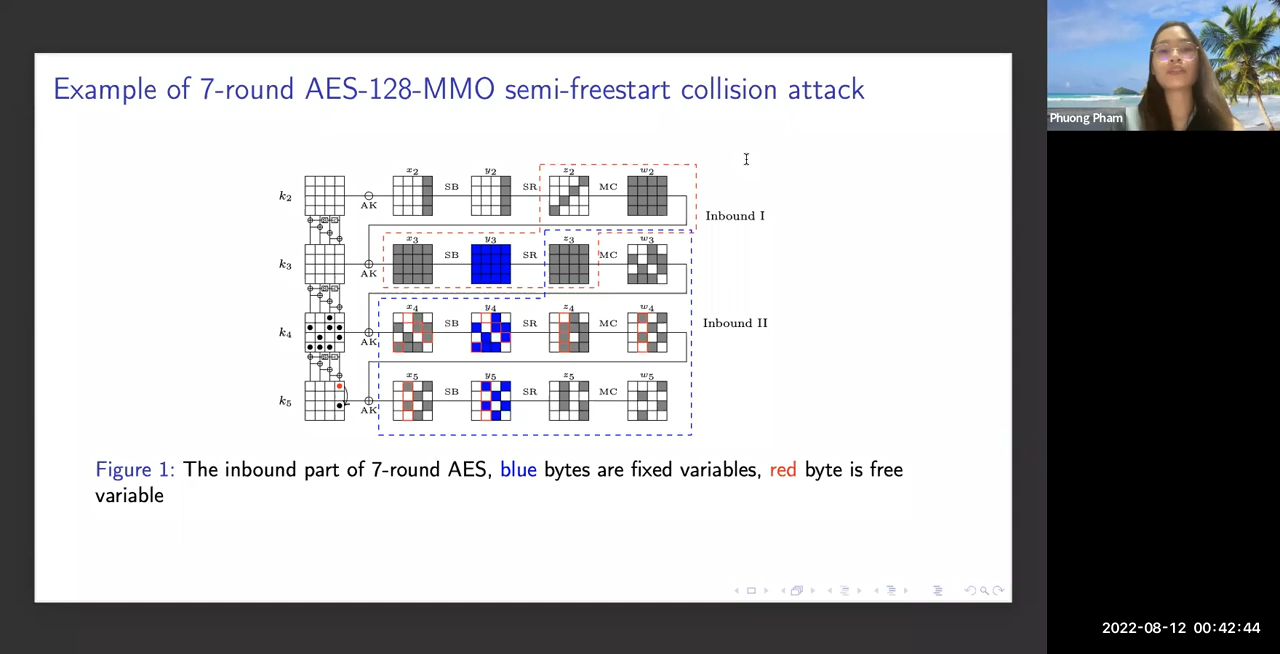 Example of 7-round AES-128-MMO semi-freestart collision attack
Phuong Pham
x2 y2 z2 w2
k2 AK SB SR MC
Inbound I
x3 y3 z3 w3
k3 AK SB SR MC
x4 y4 z4 w4
k4 AK SB SR MC
Inbound II
x5 y5 z5 w5
k5 AK SB SR MC
Figure 1: The inbound part of 7-round AES, blue bytes are fixed variables, red byte is free
variable
2022-08-12 00:42:44